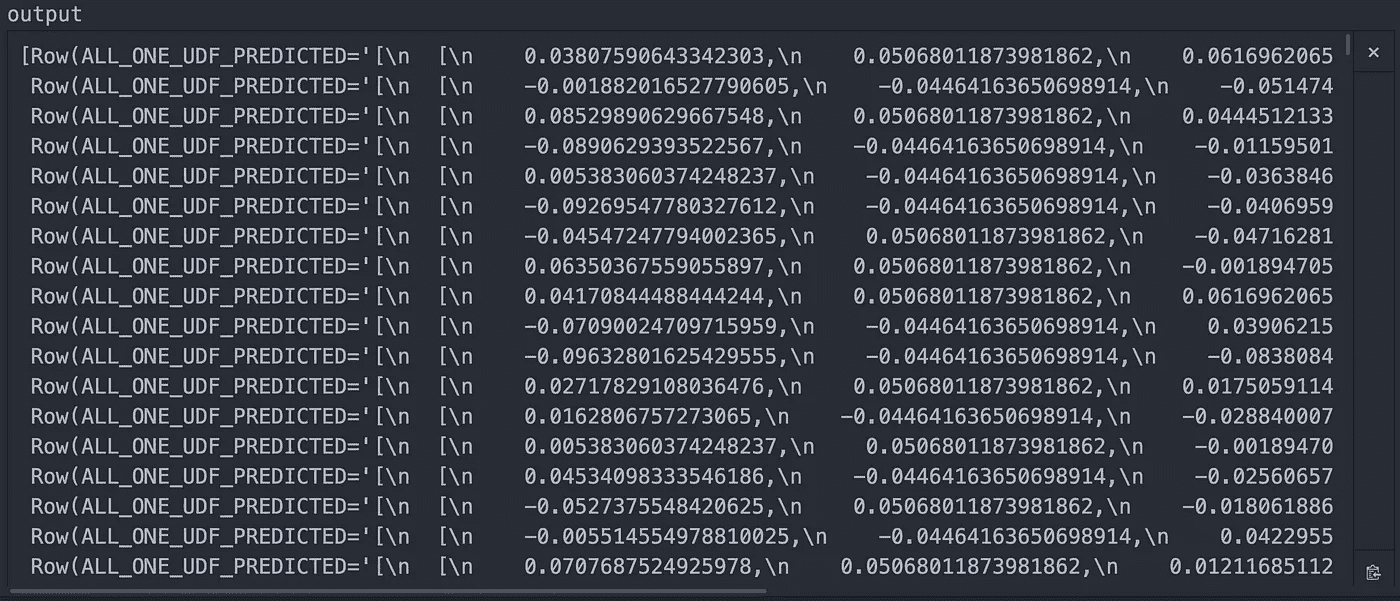 output
[Row(ALL_ONE_UDF_PREDICTED='[\n  [\n    0.03807590643342303,\n    0.05068011873981862,\n    0.0616962065
Row(ALL_ONE_UDF_PREDICTED='[\n  [\n    -0.001882016527790605,\n    -0.04464163650698914,\n    -0.051474
Row(ALL_ONE_UDF_PREDICTED='[\n  [\n    0.08529890629667548,\n    0.05068011873981862,\n    0.0444512133
Row(ALL_ONE_UDF_PREDICTED='[\n  [\n    -0.0890629393522567,\n    -0.04464163650698914,\n    -0.01159501
Row(ALL_ONE_UDF_PREDICTED='[\n  [\n    0.005383060374248237,\n    -0.04464163650698914,\n    -0.0363846
Row(ALL_ONE_UDF_PREDICTED='[\n  [\n    -0.09269547780327612,\n    -0.04464163650698914,\n    -0.0406959
Row(ALL_ONE_UDF_PREDICTED='[\n  [\n    -0.04547247794002365,\n    0.05068011873981862,\n    -0.04716281
Row(ALL_ONE_UDF_PREDICTED='[\n  [\n    0.06350367559055897,\n    0.05068011873981862,\n    -0.001894705
Row(ALL_ONE_UDF_PREDICTED='[\n  [\n    0.04170844488444244,\n    0.05068011873981862,\n    0.0616962065
Row(ALL_ONE_UDF_PREDICTED='[\n  [\n    -0.07090024709715959,\n    -0.04464163650698914,\n    0.03906215
Row(ALL_ONE_UDF_PREDICTED='[\n  [\n    -0.09632801625429555,\n    -0.04464163650698914,\n    -0.0838084
Row(ALL_ONE_UDF_PREDICTED='[\n  [\n    0.02717829108036476,\n    0.05068011873981862,\n    0.0175059114
Row(ALL_ONE_UDF_PREDICTED='[\n  [\n    0.0162806757273065,\n    -0.04464163650698914,\n    -0.028840007
Row(ALL_ONE_UDF_PREDICTED='[\n  [\n    0.005383060374248237,\n    0.05068011873981862,\n    -0.00189470
Row(ALL_ONE_UDF_PREDICTED='[\n  [\n    0.04534098333546186,\n    -0.04464163650698914,\n    -0.02560657
Row(ALL_ONE_UDF_PREDICTED='[\n  [\n    -0.0527375548420625,\n    0.05068011873981862,\n    -0.018061886
Row(ALL_ONE_UDF_PREDICTED='[\n  [\n    -0.005514554978810025,\n    -0.04464163650698914,\n    0.0422955
Row(ALL_ONE_UDF_PREDICTED='[\n  [\n    0.0707687524925978,\n    0.05068011873981862,\n    0.01211685112